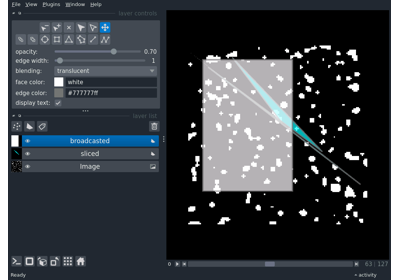 File View Plugins Window Help
layer controls
opacity: 0.70
edge width: 1
blending: translucent
face color: white
edge color: #777777ff
display text:
layer list
broadcasted
sliced
Image
63 127
Ready
activity